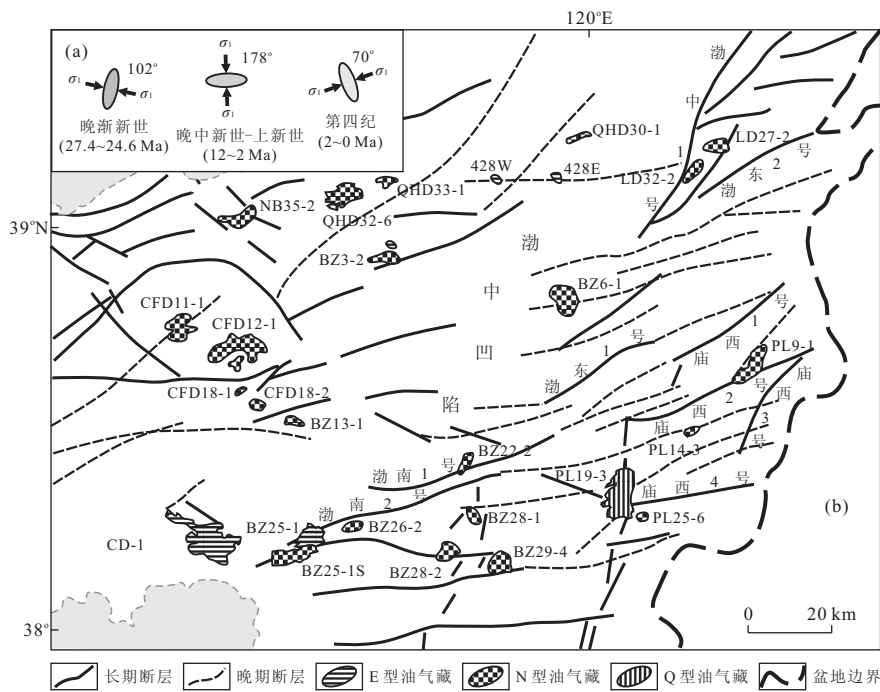 120°E
(a)
102°
178°
70°
σ₁
σ₁
σ₁
σ₁
σ₁
σ₁
晚渐新世
(27.4~24.6 Ma)
晚中新世-上新世
(12~2 Ma)
第四纪
(2~0 Ma)
QHD30-1
渤中1号
LD27-2
428W
428E
LD32-2
渤东2号
QHD33-1
NB35-2
QHD32-6
39°N
BZ3-2
渤中凹陷
BZ6-1
CFD11-1
CFD12-1
渤东1号
庙西1号
PL9-1
CFD18-1
CFD18-2
庙西2号
庙西3号
BZ13-1
PL14-3
BZ22-2
渤南1号
PL19-3
渤南2号
庙西4号
(b)
BZ25-1
BZ26-2
BZ28-1
PL25-6
CD-1
BZ29-4
BZ25-1S
BZ28-2
0 20 km
38°
长期断层 晚期断层 E型油气藏 N型油气藏 Q型油气藏 盆地边界